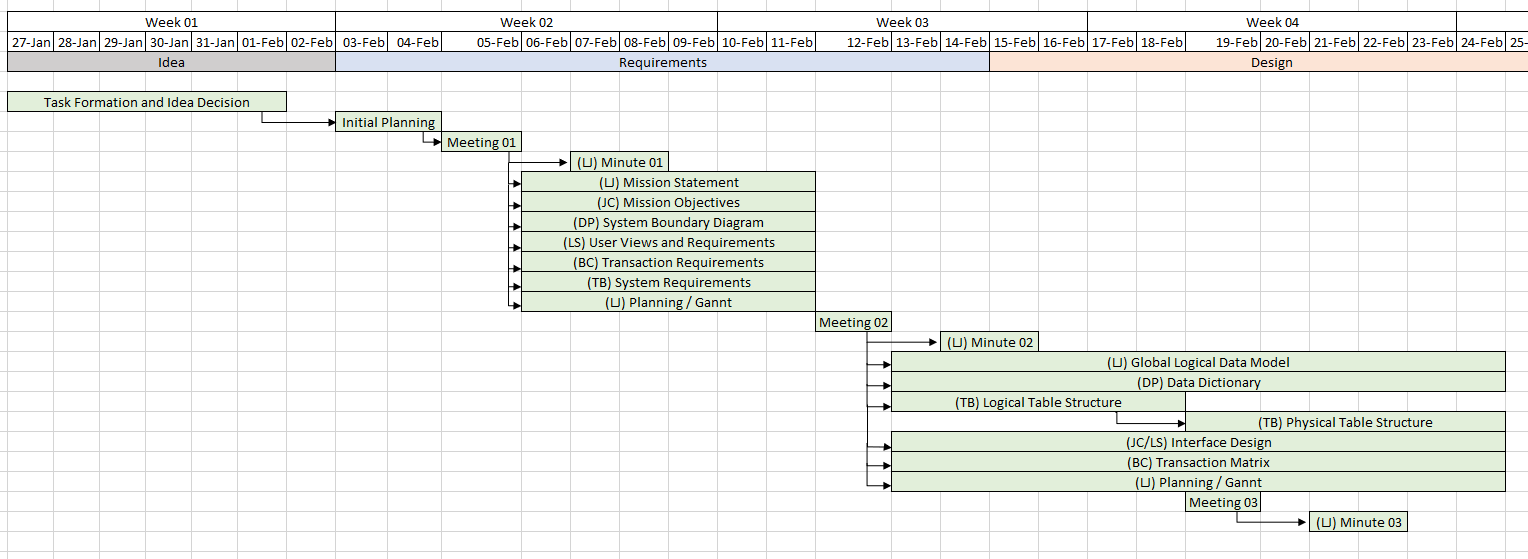 Week 01 Week 02 Week 03 Week 04
27-Jan 28-Jan 29-Jan 30-Jan 31-Jan 01-Feb 02-Feb 03-Feb 04-Feb 05-Feb 06-Feb 07-Feb 08-Feb 09-Feb 10-Feb 11-Feb 12-Feb 13-Feb 14-Feb 15-Feb 16-Feb 17-Feb 18-Feb 19-Feb 20-Feb 21-Feb 22-Feb 23-Feb 24-Feb 25-
Idea Requirements Design
Task Formation and Idea Decision
Initial Planning
Meeting 01
(LJ) Minute 01
(LJ) Mission Statement
(JC) Mission Objectives
(DP) System Boundary Diagram
(LS) User Views and Requirements
(BC) Transaction Requirements
(TB) System Requirements
(LJ) Planning / Gannt
Meeting 02
(LJ) Minute 02
(LJ) Global Logical Data Model
(DP) Data Dictionary
(TB) Logical Table Structure
(TB) Physical Table Structure
(JC/LS) Interface Design
(BC) Transaction Matrix
(LJ) Planning / Gannt
Meeting 03
(LJ) Minute 03